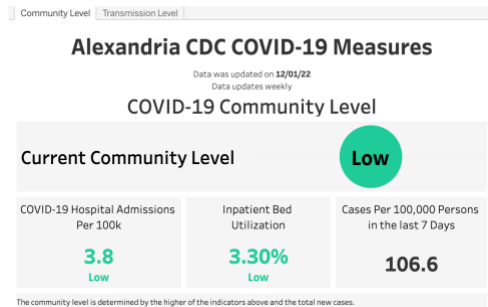 Community Level Transmission Level
Alexandria CDC COVID-19 Measures
Data was updated on 12/01/22
Data updates weekly
COVID-19 Community Level
Current Community Level Low
COVID-19 Hospital Admissions
Per 100k
3.8
Low
Inpatient Bed
Utilization
3.30%
Low
Cases Per 100,000 Persons
in the last 7 Days
106.6
The community level is determined by the higher of the indicators above and the total new cases.